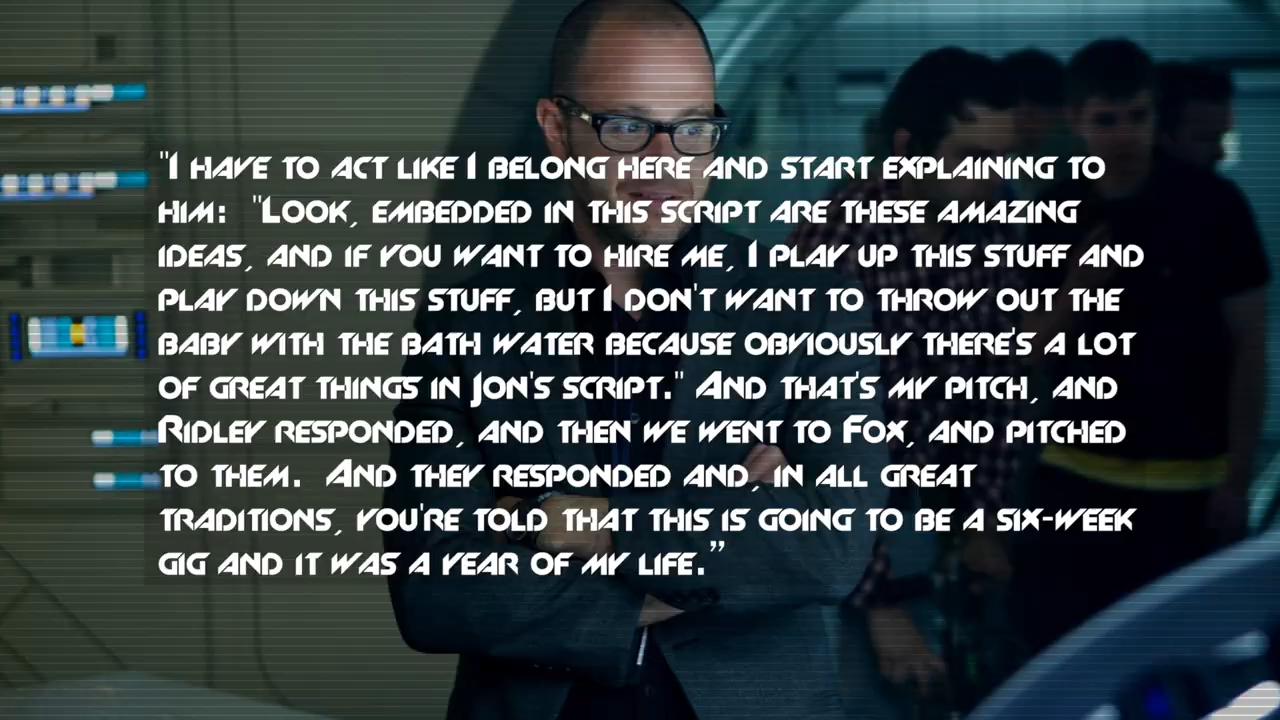 "I have to act like I belong here and start explaining to
him:  "Look, embedded in this script are these amazing
ideas, and if you want to hire me, I play up this stuff and
play down this stuff, but I don't want to throw out the
baby with the bath water because obviously there's a lot
of great things in Jon's script." And that's my pitch, and
Ridley responded, and then we went to Fox, and pitched
to them.  And they responded and, in all great
traditions, you're told that this is going to be a six-week
gig and it was a year of my life.”